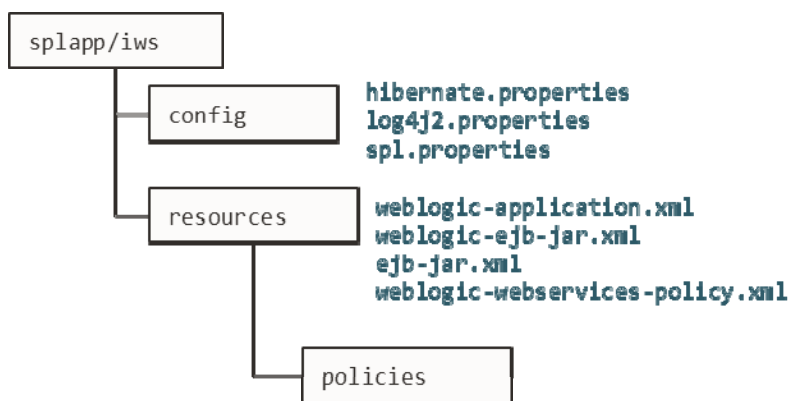 splapp/iws
config
hibernate.properties
log4j2.properties
spl.properties
resources
weblogic-application.xml
weblogic-ejb-jar.xml
ejb-jar.xml
weblogic-webservices-policy.xml
policies